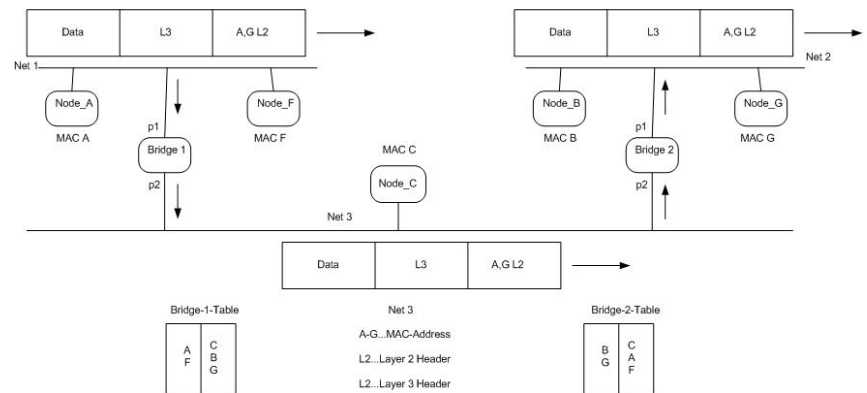 Data L3 A,G L2
Data L3 A,G L2
Net 1
Net 2
Node_A
Node_F
Node_B
Node_G
MAC A
p1
MAC F
MAC B
p1
MAC G
Bridge 1
MAC C
Bridge 2
p2
Node_C
p2
Net 3
Data L3 A,G L2
Bridge-1-Table
Net 3
Bridge-2-Table
A-G...MAC-Address
L2...Layer 2 Header
L2...Layer 3 Header
A
F
C
B
G
B
G
C
A
F